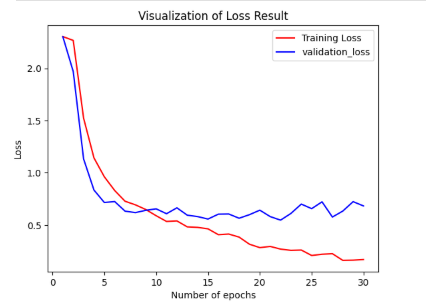 Visualization of Loss Result
Training Loss
validation_loss
2.0
1.5
1.0
0.5
Loss
0 5 10 15 20 25 30
Number of epochs